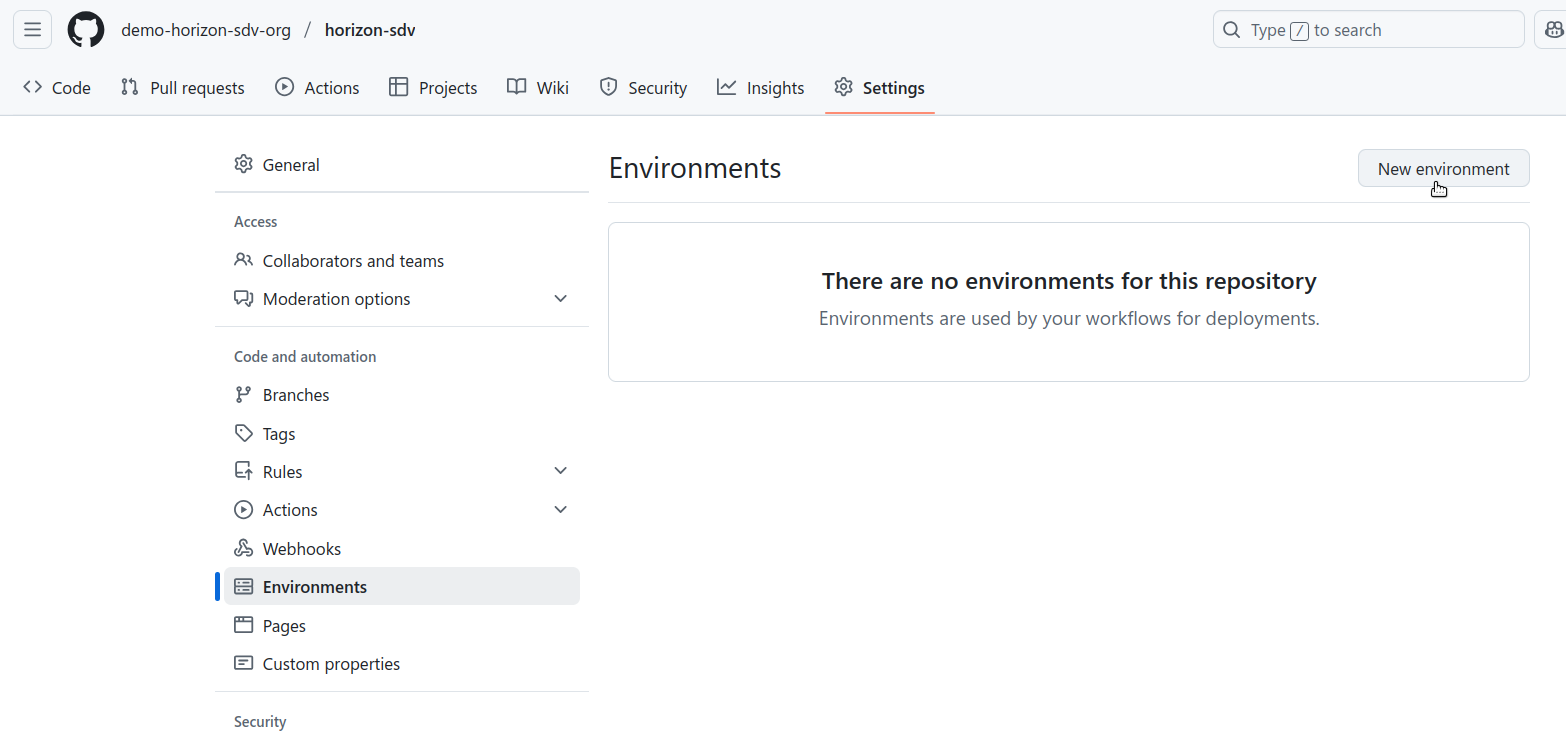 demo-horizon-sdv-org / horizon-sdv
Type / to search
Code Pull requests Actions Projects Wiki Security Insights Settings
General
Access
Collaborators and teams
Moderation options
Code and automation
Branches
Tags
Rules
Actions
Webhooks
Environments
Pages
Custom properties
Security
Environments
New environment
There are no environments for this repository
Environments are used by your workflows for deployments.